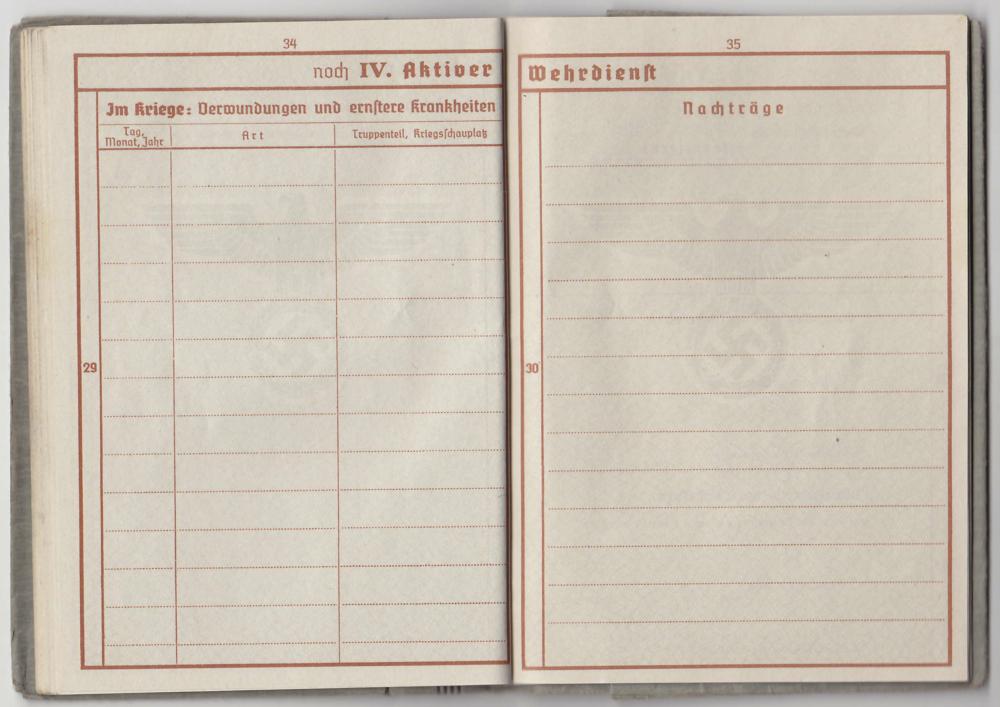 34
noch IV. Aktiver
Im Kriege: Verwundungen und ernstere Krankheiten
Tag,
Monat, Jahr
Art
Truppenteil, Kriegsschauplatz
29
35
Wehrdienst
Nachträge
30